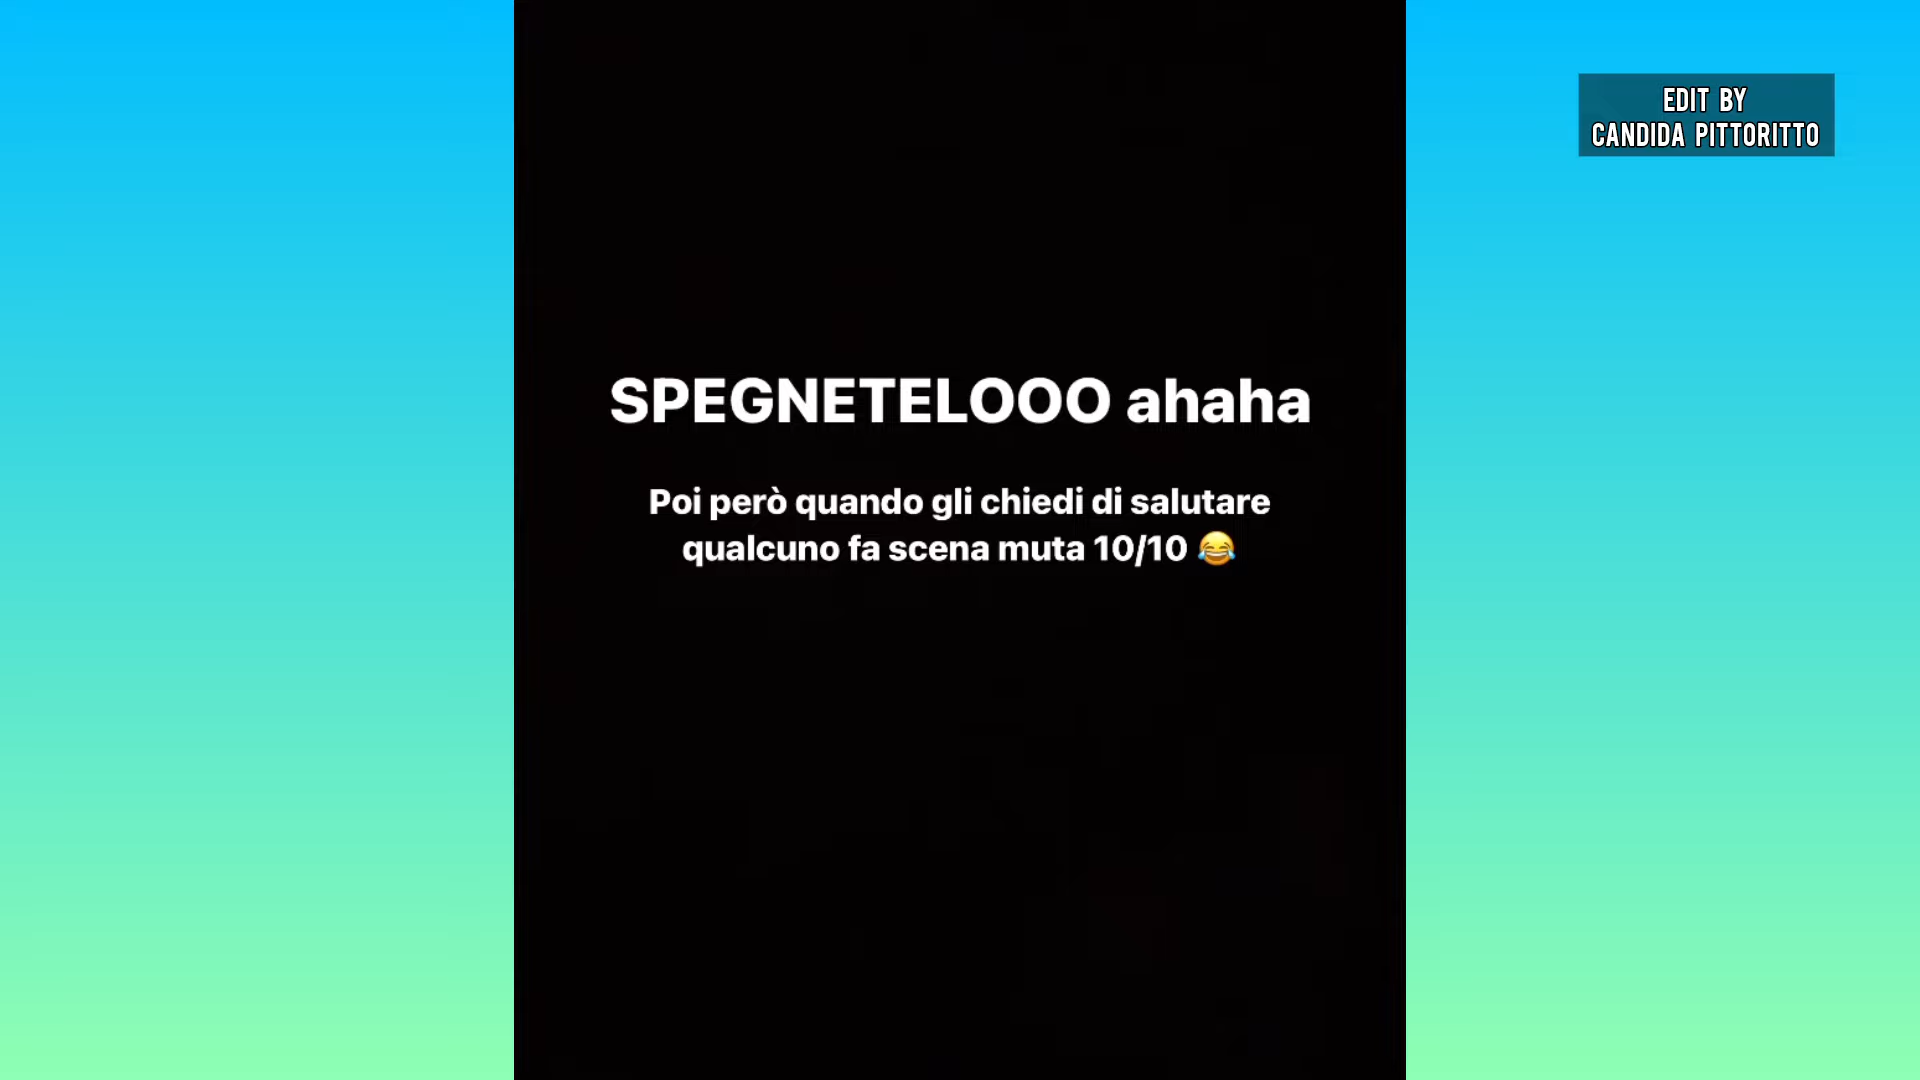 EDIT BY
CANDIDA PITTORITTO
SPEGNETELOOO ahaha
Poi però quando gli chiedi di salutare
qualcuno fa scena muta 10/10 😂